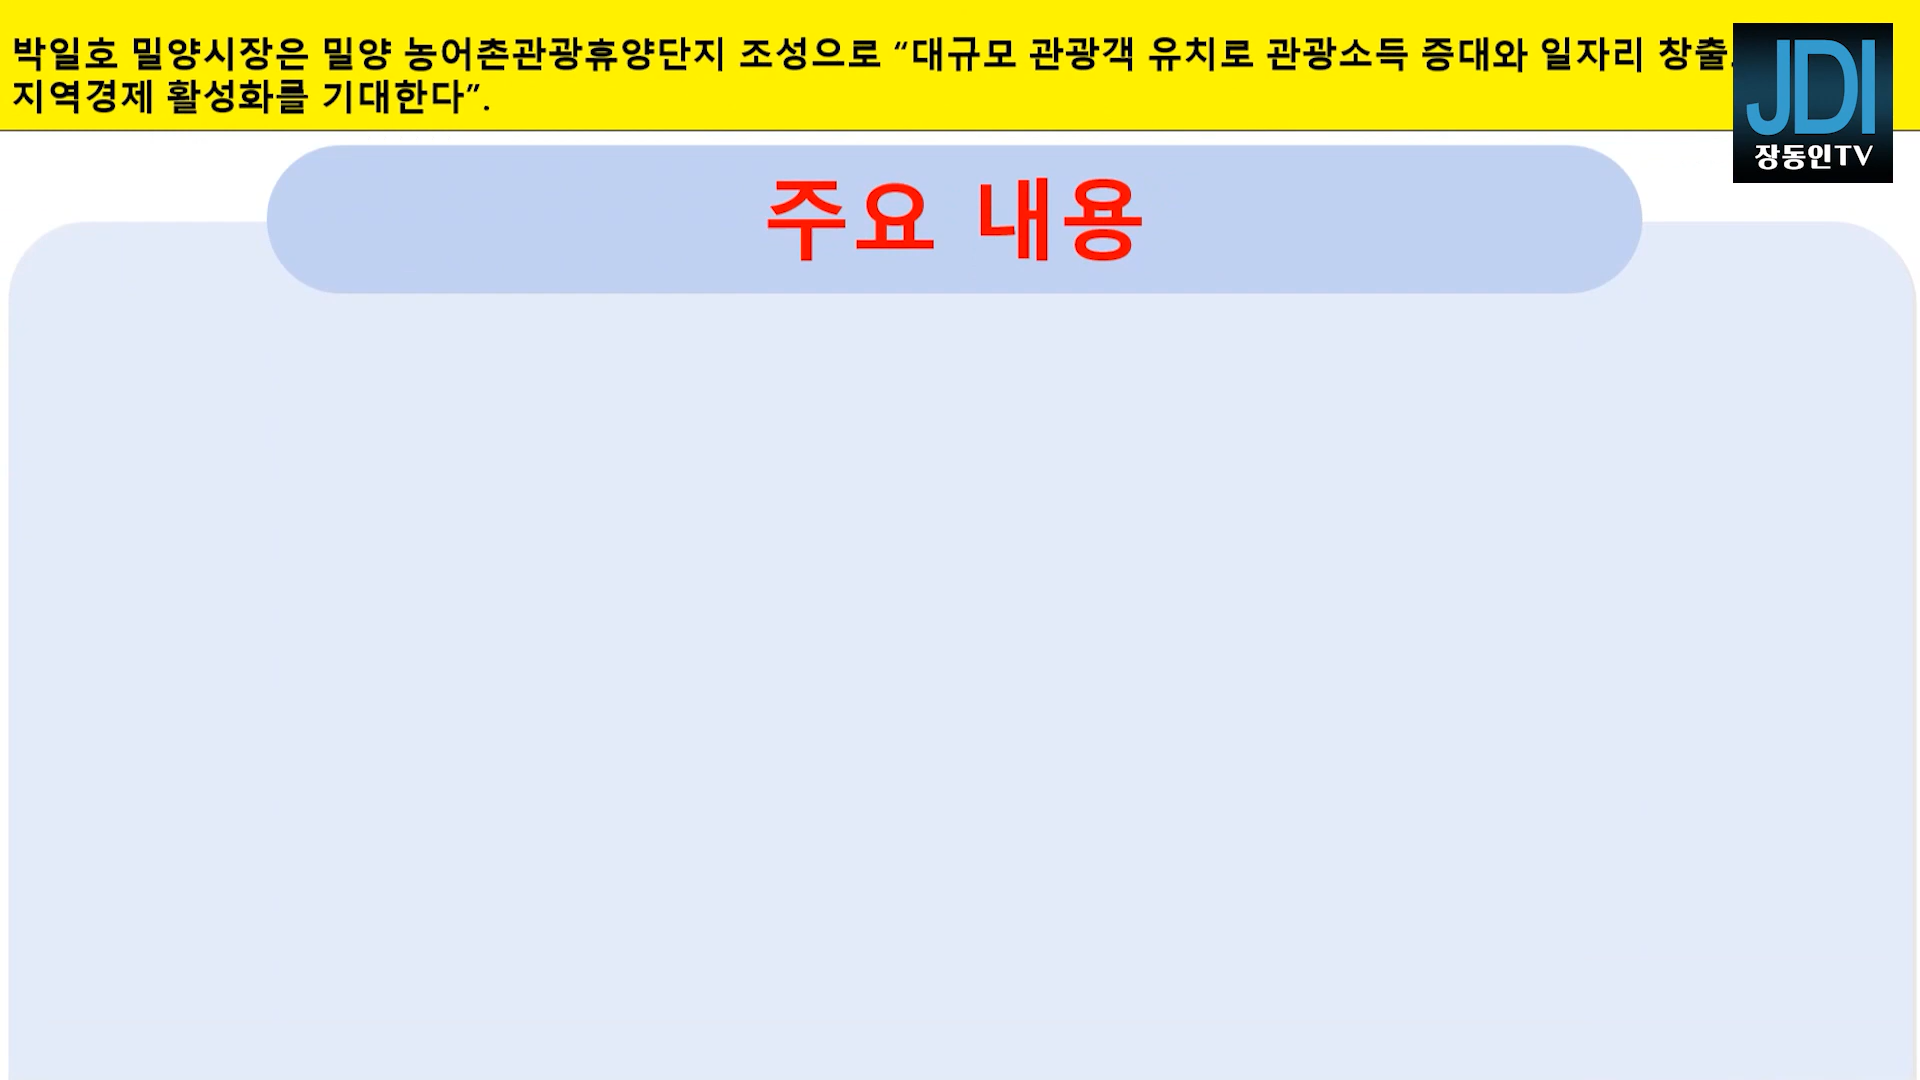 박일호 밀양시장은 밀양 농어촌관광휴양단지 조성으로 “대규모 관광객 유치로 관광소득 증대와 일자리 창출
지역경제 활성화를 기대한다”.
JDI
장동인TV
주요 내용